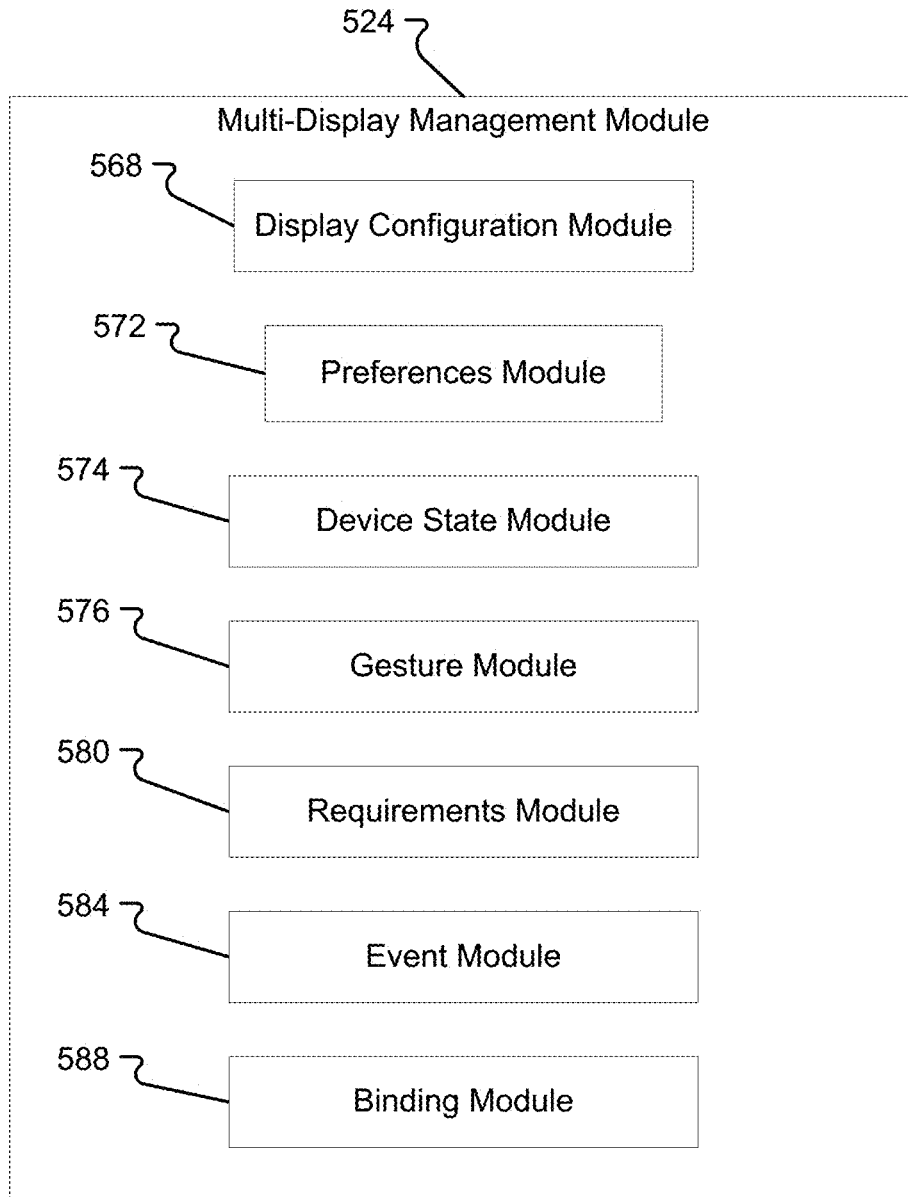 524
Multi-Display Management Module
568
Display Configuration Module
572
Preferences Module
574
Device State Module
576
Gesture Module
580
Requirements Module
584
Event Module
588
Binding Module